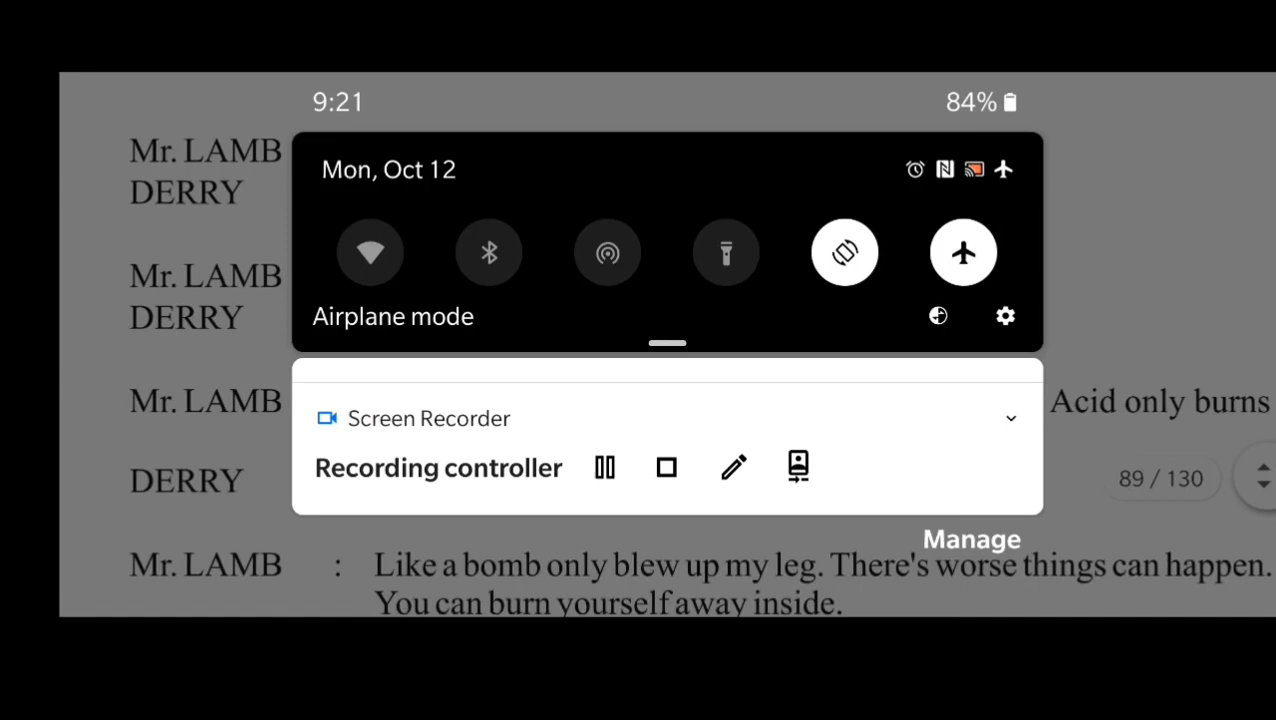 9:21 84%
Mr. LAMB
Mon, Oct 12
DERRY
Mr. LAMB
DERRY
Airplane mode
Mr. LAMB Acid only burns
Screen Recorder
Recording controller
DERRY 89 / 130
Manage
Mr. LAMB : Like a bomb only blew up my leg. There's worse things can happen.
You can burn yourself away inside.